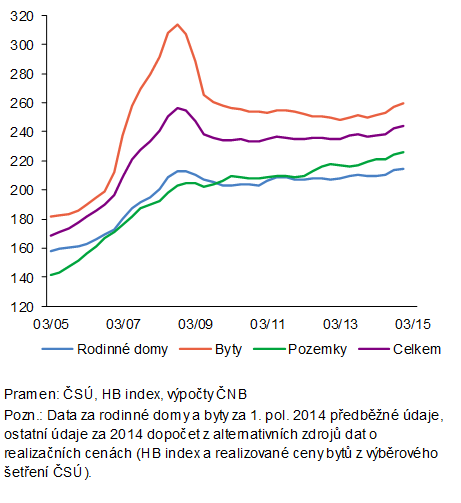 320
300
280
260
240
220
200
180
160
140
120
03/05 03/07 03/09 03/11 03/13 03/15
Rodinné domy Byty Pozemky Celkem
Pramen: ČSÚ, HB index, výpočty ČNB
Pozn.: Data za rodinné domy a byty za 1. pol. 2014 předběžné údaje,
ostatní údaje za 2014 dopočet z alternativních zdrojů dat o
realizačních cenách (HB index a realizované ceny bytů z výběrového
šetření ČSÚ).